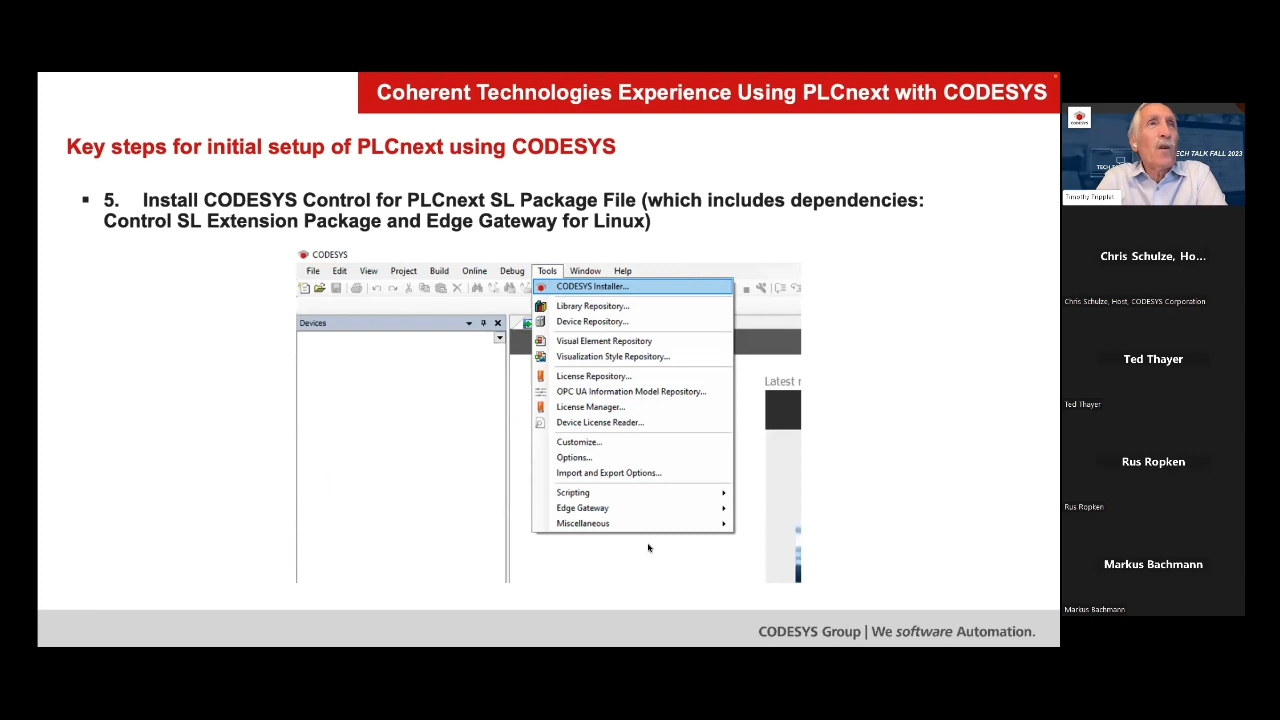 Coherent Technologies Experience Using PLCnext with CODESYS
Key steps for initial setup of PLCnext using CODESYS
▪ 5. Install CODESYS Control for PLCnext SL Package File (which includes dependencies:
Control SL Extension Package and Edge Gateway for Linux)
CODESYS
File Edit View Project Build Online Debug Tools Window Help
CODESYS Installer...
Library Repository...
Device Repository...
Devices
Visual Element Repository
Visualization Style Repository...
License Repository...
Latest
OPC UA Information Model Repository...
License Manager...
Device License Reader...
Customize...
Options...
Import and Export Options...
Scripting
Edge Gateway
Miscellaneous
CODESYS Group | We software Automation.
CODESYS
TECH TALK FALL 2023
Chris Schulze, Ho...
Chris Schulze, Host, CODESYS Corporation
Ted Thayer
Ted Thayer
Rus Ropken
Rus Ropken
Markus Bachmann
Markus Bachmann